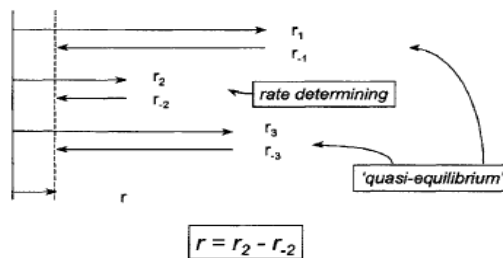 r₁
r₋₁
r₂
r₋₂
rate determining
r₃
r₋₃
'quasi-equilibrium'
r
r = r₂ - r₋₂